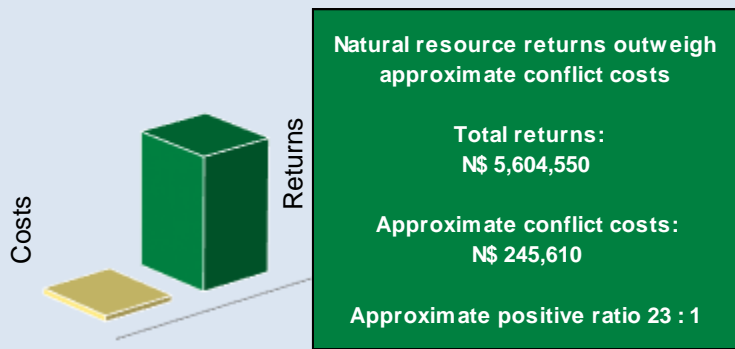 Costs
Returns
Natural resource returns outweigh
approximate conflict costs
Total returns:
N$ 5,604,550
Approximate conflict costs:
N$ 245,610
Approximate positive ratio 23 : 1